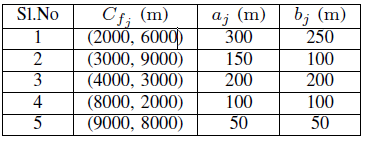 Sl.No C_{f_j} (m) a_j (m) b_j (m)
1 (2000, 6000) 300 250
2 (3000, 9000) 150 100
3 (4000, 3000) 200 200
4 (8000, 2000) 100 100
5 (9000, 8000) 50 50